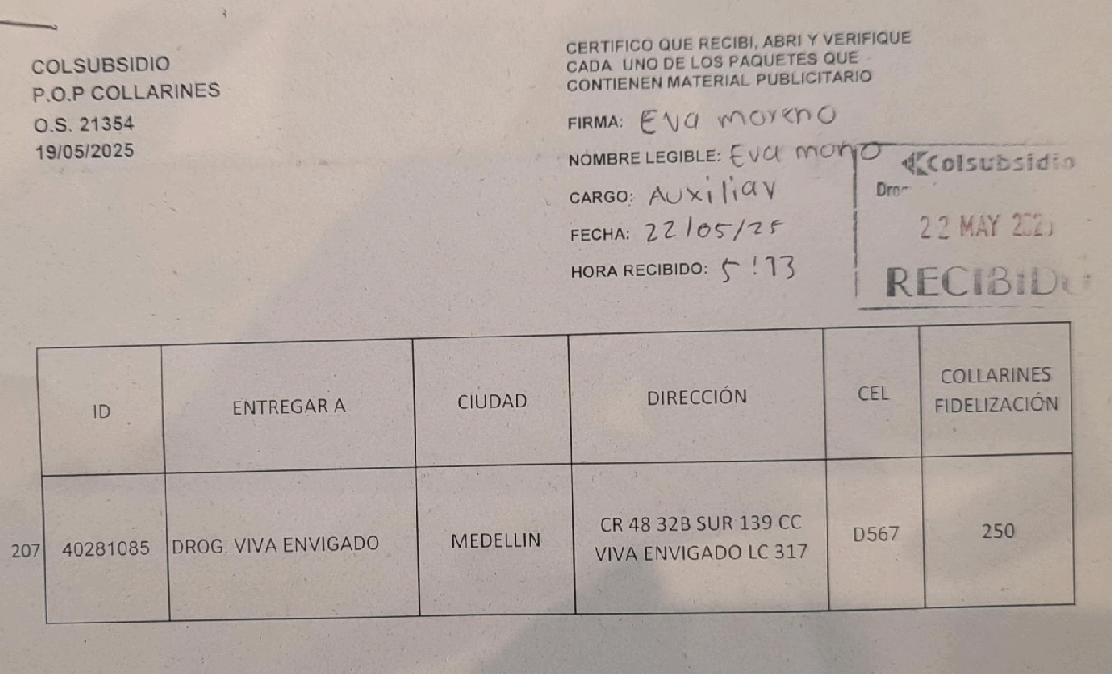 COLSUBSIDIO
P.O.P COLLARINES
O.S. 21354
19/05/2025
CERTIFICO QUE RECIBI, ABRI Y VERIFIQUE
CADA UNO DE LOS PAQUETES QUE
CONTIENEN MATERIAL PUBLICITARIO
FIRMA: Eva moreno
NOMBRE LEGIBLE: Eva
CARGO: Auxiliar
FECHA: 22/05/25
HORA RECIBIDO:
Colsubsidio
22 MAY
RECIBIDO
ID ENTREGAR A CIUDAD DIRECCIÓN CEL COLLARINES FIDELIZACIÓN
207 40281085 DROG. VIVA ENVIGADO MEDELLIN CR 48 32B SUR 139 CC VIVA ENVIGADO LC 317 D567 250